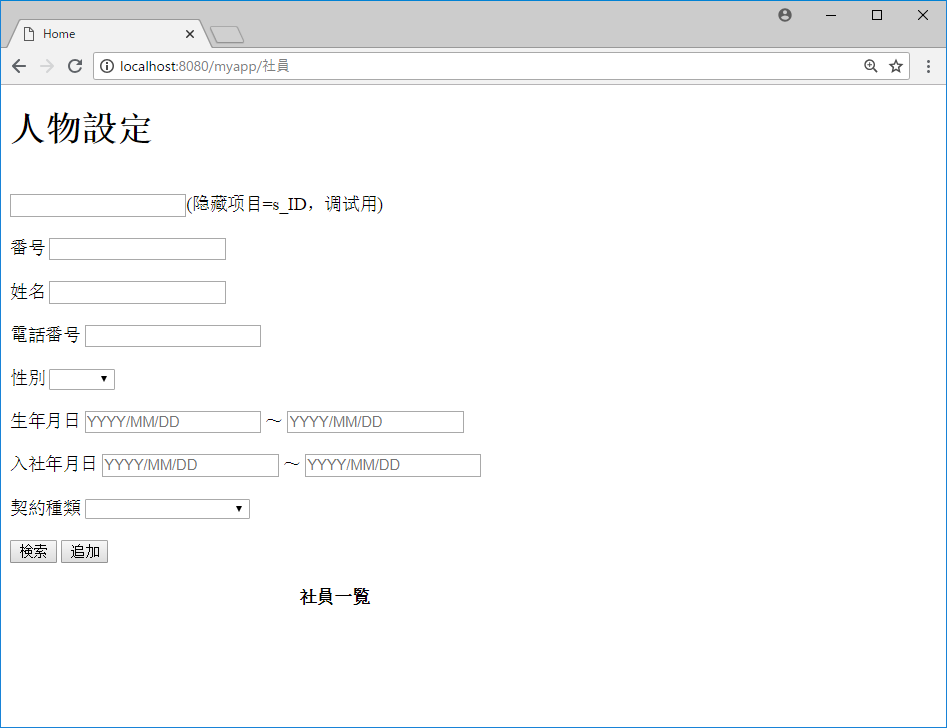 Home
localhost:8080/myapp/社員
人物設定
(隐藏项目=s_ID，调试用)
番号
姓名
電話番号
性別
生年月日 YYYY/MM/DD ～ YYYY/MM/DD
入社年月日 YYYY/MM/DD ～ YYYY/MM/DD
契約種類
検索 追加
社員一覧